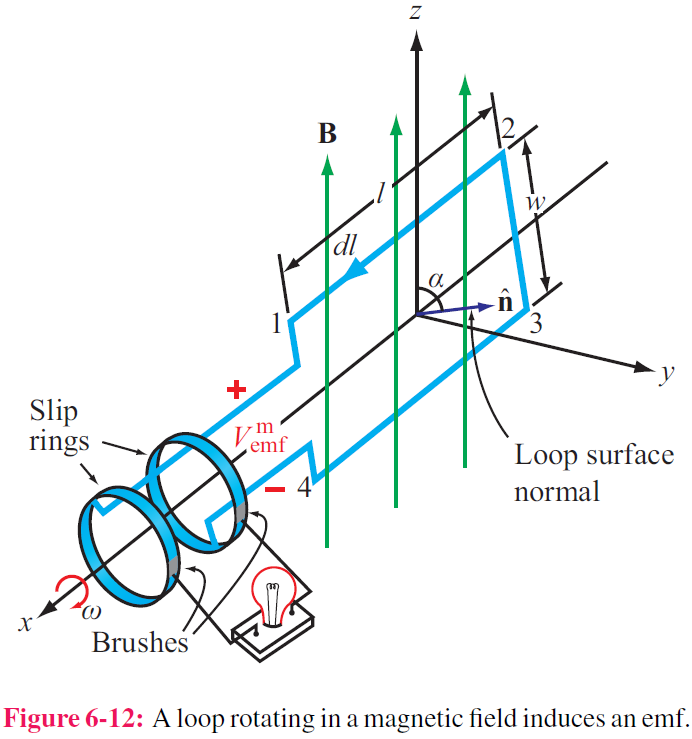 z
B
2
l
w
dl
α
n̂
1
3
y
+
Slip
rings
V^m_emf
Loop surface
normal
− 4
ω
x
Brushes
Figure 6-12: A loop rotating in a magnetic field induces an emf.